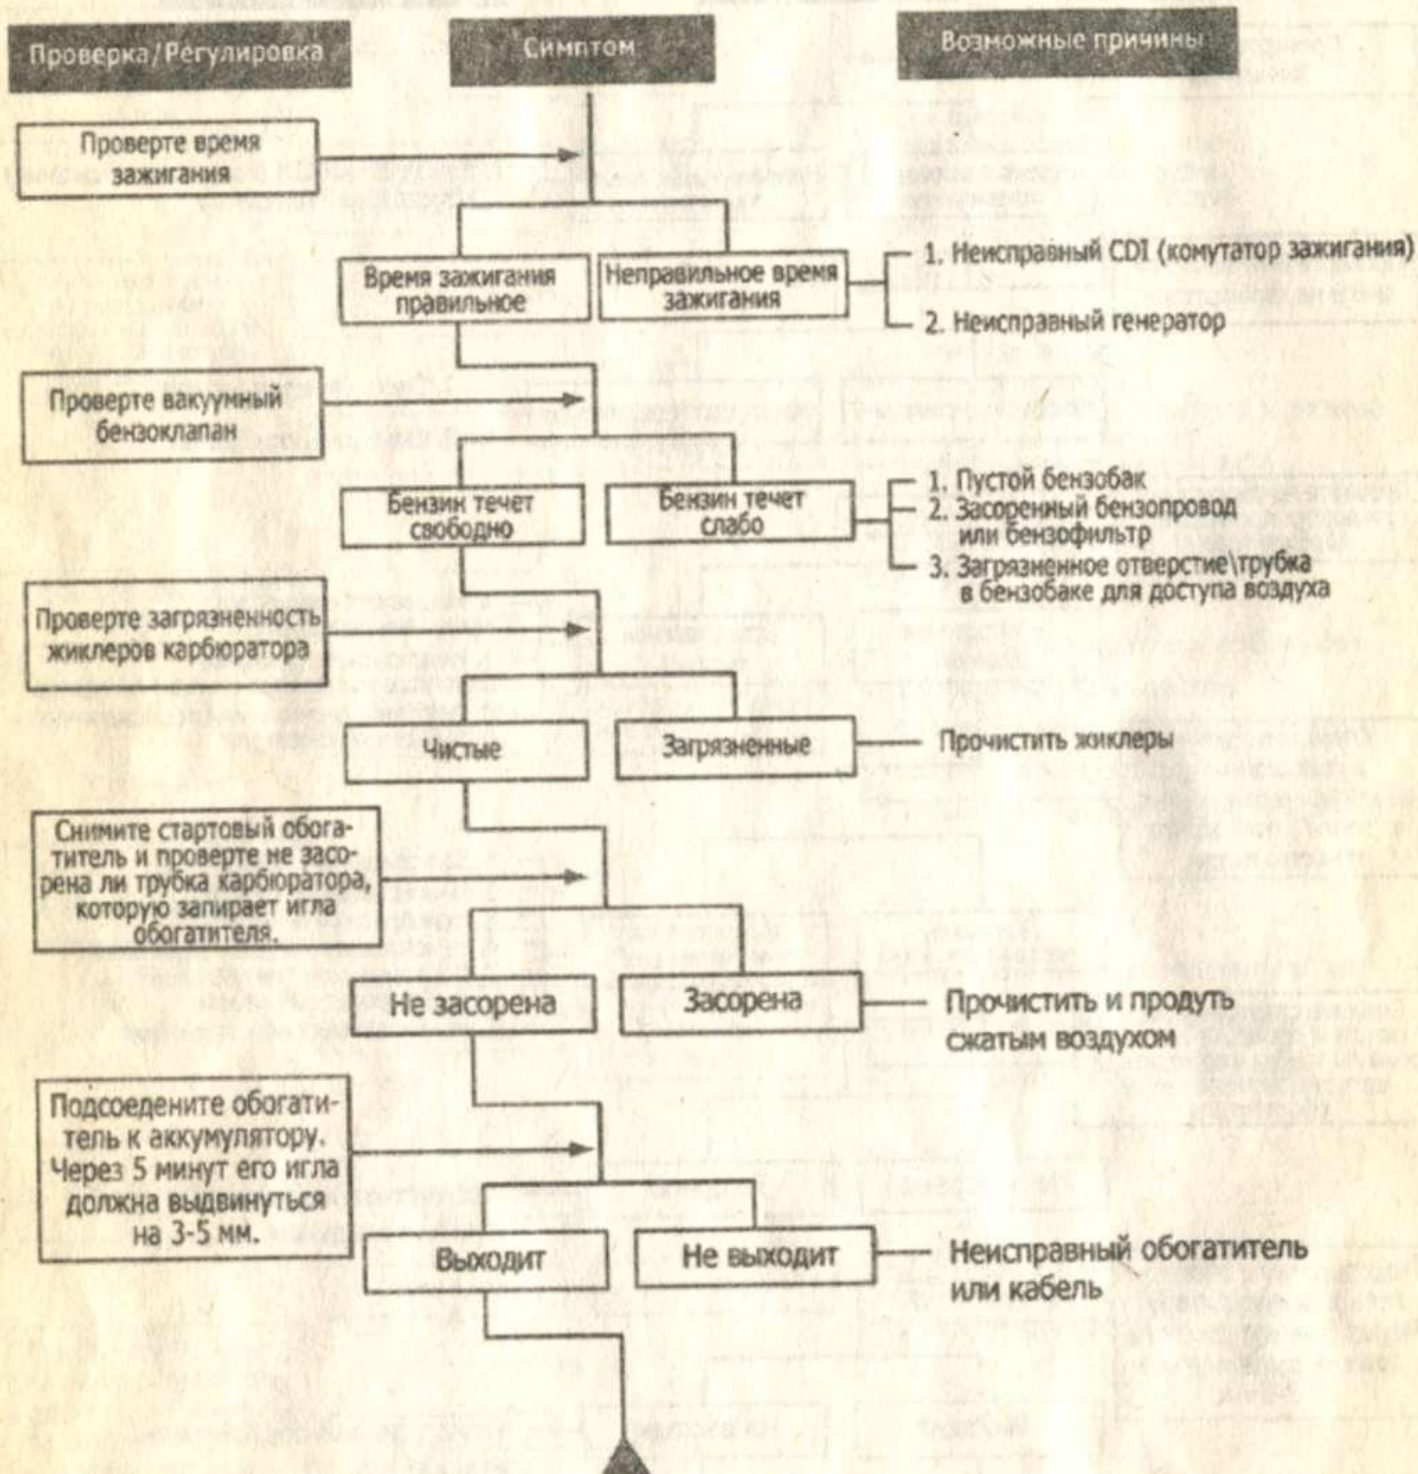 Проверка/Регулировка
Симптом
Возможные причины
Проверте время
зажигания
Время зажигания
правильное
Неправильное время
зажигания
1. Неисправный CDI (комутатор зажигания)
2. Неисправный генератор
Проверте вакуумный
бензоклапан
Бензин течет
свободно
Бензин течет
слабо
1. Пустой бензобак
2. Засоренный бензопровод
или бензофильтр
3. Загрязненное отверстие\трубка
в бензобаке для доступа воздуха
Проверте загрязненность
жиклеров карбюратора
Чистые
Загрязненные
Прочистить жиклеры
Снимите стартовый обога-
титель и проверте не засо-
рена ли трубка карбюратора,
которую запирает игла
обогатителя.
Не засорена
Засорена
Прочистить и продуть
сжатым воздухом
Подсоедените обогати-
тель к аккумулятору.
Через 5 минут его игла
должна выдвинуться
на 3-5 мм.
Выходит
Не выходит
Неисправный обогатитель
или кабель